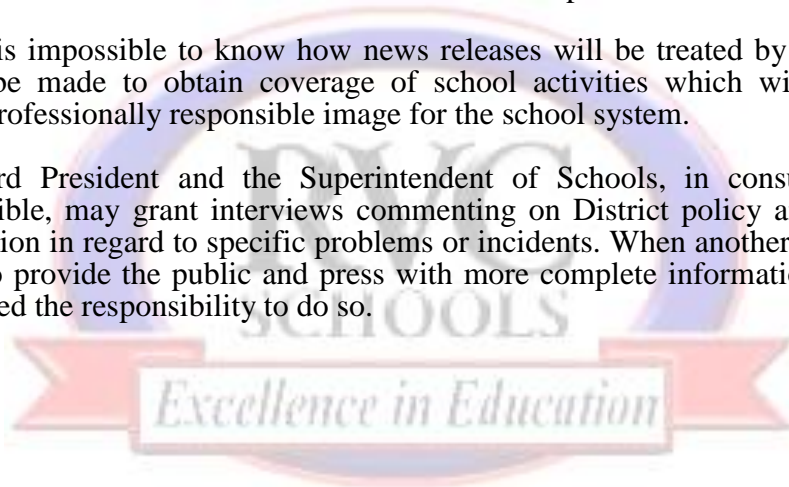 is impossible to know how news releases will be treated by
be made to obtain coverage of school activities which wi
rofessionally responsible image for the school system.
rd President and the Superintendent of Schools, in consu
ible, may grant interviews commenting on District policy a
ion in regard to specific problems or incidents. When another
o provide the public and press with more complete informati
ed the responsibility to do so.
RVC
SCHOOLS
Excellence in Education